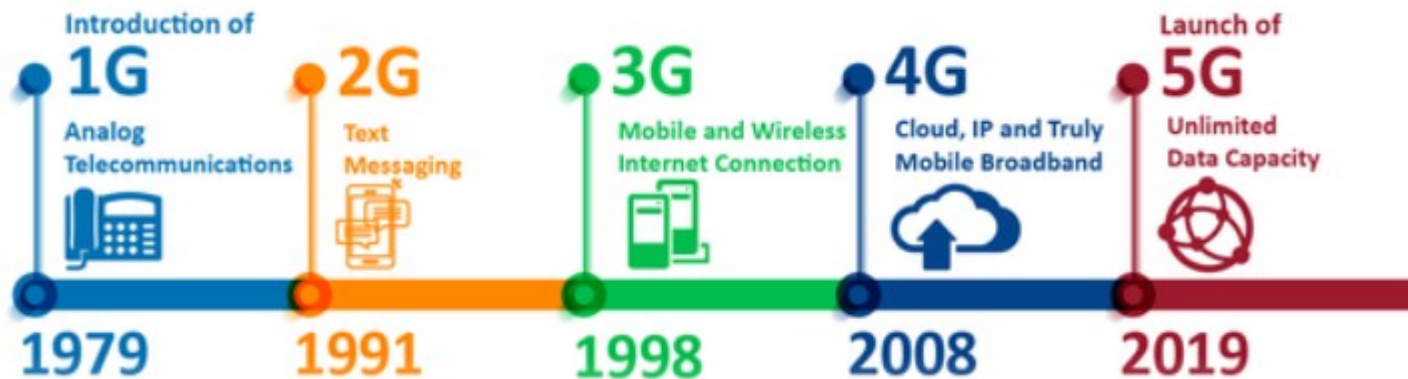 Introduction of
1G
Analog
Telecommunications
1979
2G
Text
Messaging
1991
3G
Mobile and Wireless
Internet Connection
1998
4G
Cloud, IP and Truly
Mobile Broadband
2008
Launch of
5G
Unlimited
Data Capacity
2019